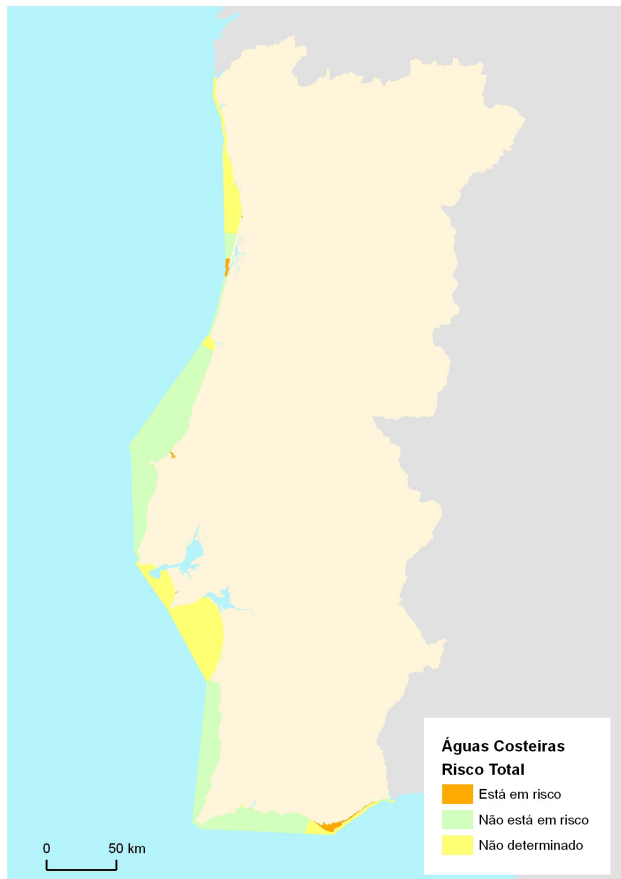 Águas Costeiras
Risco Total
Está em risco
Não está em risco
Não determinado
0 50 km